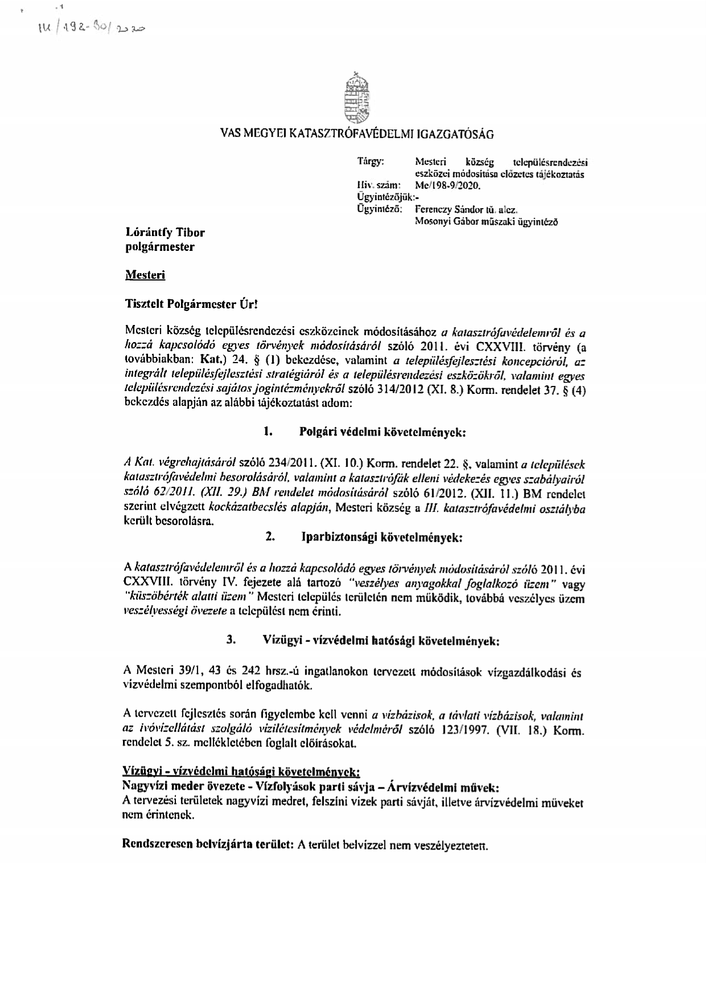 /192-30/2020
VAS MEGYEI KATASZTRÓFAVÉDELMI IGAZGATÓSÁG
Tárgy: Mesteri község településrendezési
eszközei módosítása előzetes tájékoztatás
Hiv. szám: Me/198-9/2020.
Ügyintézőjük:-
Ügyintéző: Ferenczy Sándor tű. alez.
Mosonyi Gábor műszaki ügyintéző
Lórántfy Tibor
polgármester
Mesteri
Tisztelt Polgármester Úr!
Mesteri község településrendezési eszközeinek módosításához a katasztrófavédelemről és a
hozzá kapcsolódó egyes törvények módosításáról szóló 2011. évi CXXVIII. törvény (a
továbbiakban: Kat.) 24. § (1) bekezdése, valamint a településfejlesztési koncepcióról, az
integrált településfejlesztési stratégiáról és a településrendezési eszközökről, valamint egyes
településrendezési sajátos jogintézményekről szóló 314/2012 (XI. 8.) Korm. rendelet 37. § (4)
bekezdés alapján az alábbi tájékoztatást adom:
1. Polgári védelmi követelmények:
A Kat. végrehajtásáról szóló 234/2011. (XI. 10.) Korm. rendelet 22. §, valamint a települések
katasztrófavédelmi besorolásáról, valamint a katasztrófák elleni védekezés egyes szabályairól
szóló 62/2011. (XII. 29.) BM rendelet módosításáról szóló 61/2012. (XII. 11.) BM rendelet
szerint elvégzett kockázatbecslés alapján, Mesteri község a III. katasztrófavédelmi osztályba
került besorolásra.
2. Iparbiztonsági követelmények:
A katasztrófavédelemről és a hozzá kapcsolódó egyes törvények módosításáról szóló 2011. évi
CXXVIII. törvény IV. fejezete alá tartozó "veszélyes anyagokkal foglalkozó üzem" vagy
"küszöbérték alatti üzem" Mesteri település területén nem működik, továbbá veszélyes üzem
veszélyességi övezete a települést nem érinti.
3. Vízügyi - vízvédelmi hatósági követelmények:
A Mesteri 39/1, 43 és 242 hrsz.-ú ingatlanokon tervezett módosítások vízgazdálkodási és
vízvédelmi szempontból elfogadhatók.
A tervezett fejlesztés során figyelembe kell venni a vízbázisok, a távlati vízbázisok, valamint
az ivóvízellátást szolgáló vízilétesítmények védelméről szóló 123/1997. (VII. 18.) Korm.
rendelet 5. sz. mellékletében foglalt előírásokat.
Vízügyi - vízvédelmi hatósági követelmények:
Nagyvízi meder övezete - Vízfolyások parti sávja – Árvízvédelmi művek:
A tervezési területek nagyvízi medret, felszíni vizek parti sávját, illetve árvízvédelmi műveket
nem érintenek.
Rendszeresen belvízjárta terület: A terület belvízzel nem veszélyeztetett.